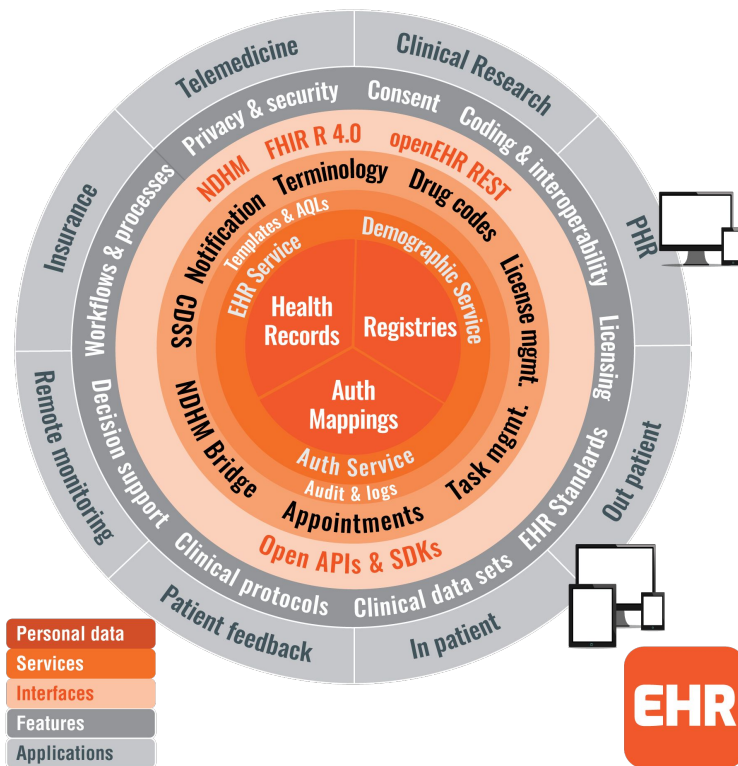 Telemedicine
Clinical Research
PHR
Out patient
In patient
Patient feedback
Remote monitoring
Insurance
Privacy & security
Consent
Coding & interoperability
Licensing
EHR Standards
Clinical data sets
Clinical protocols
Decision support
Workflows & processes
NDHM
FHIR R 4.0
openEHR REST
Open APIs & SDKs
Notification
Terminology
Drug codes
License mgmt.
Task mgmt.
Appointments
NDHM Bridge
CDSS
Templates & AQLs
EHR Service
Demographic Service
Auth Service
Audit & logs
Health
Records
Registries
Auth
Mappings
Personal data
Services
Interfaces
Features
Applications
EHR